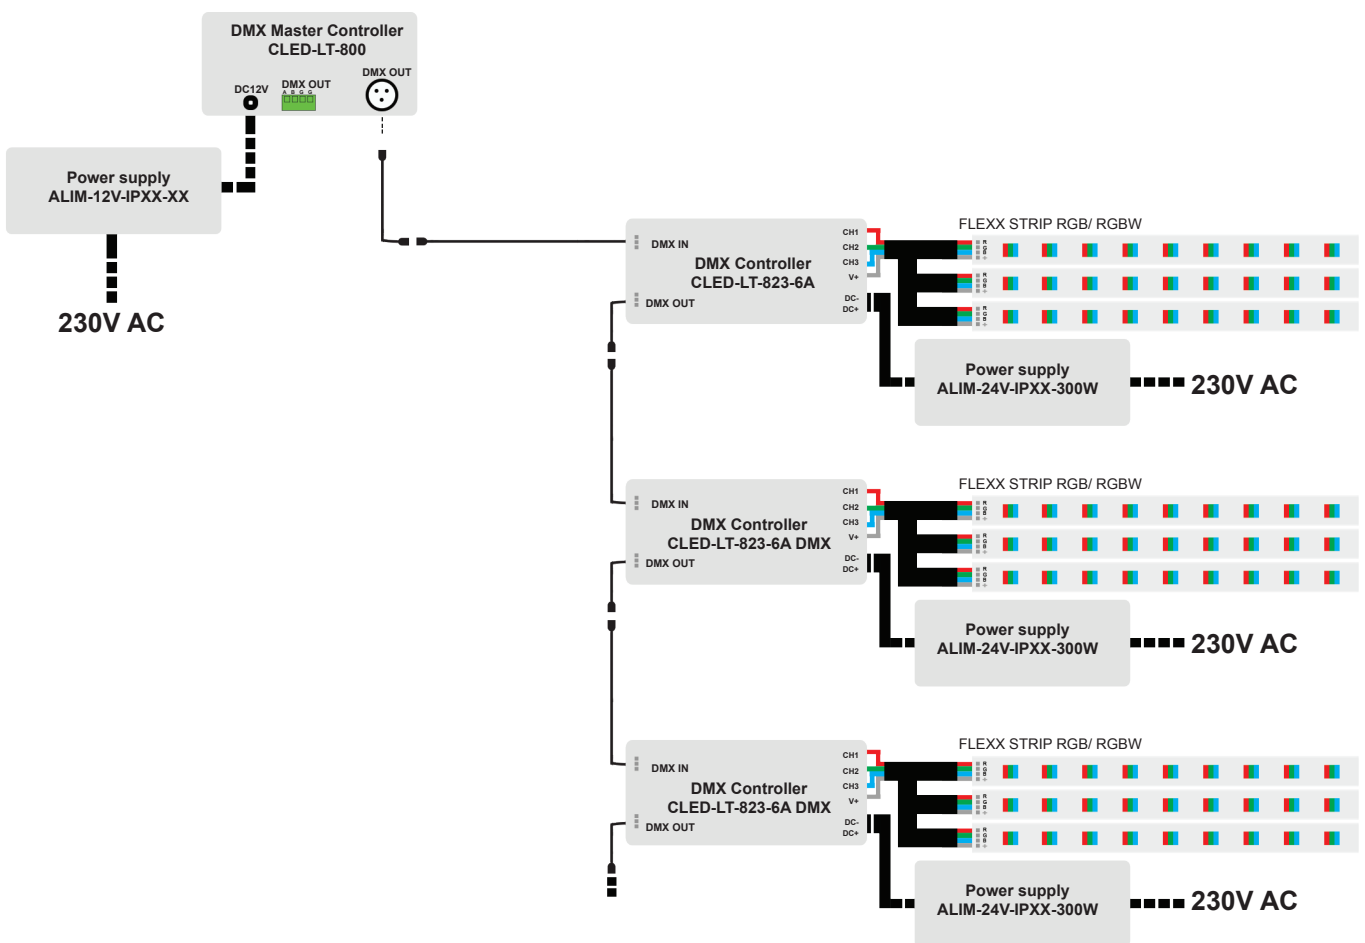 DMX Master Controller
CLED-LT-800
DMX OUT
DC12V
DMX OUT
A B G G
Power supply
ALIM-12V-IPXX-XX
230V AC
DMX IN
DMX OUT
DMX Controller
CLED-LT-823-6A
CH1
CH2
CH3
V+
DC-
DC+
FLEXX STRIP RGB/ RGBW
R
G
B
+
R
G
B
+
R
G
B
+
Power supply
ALIM-24V-IPXX-300W
230V AC
DMX IN
DMX OUT
DMX Controller
CLED-LT-823-6A DMX
CH1
CH2
CH3
V+
DC-
DC+
FLEXX STRIP RGB/ RGBW
R
G
B
+
R
G
B
+
R
G
B
+
Power supply
ALIM-24V-IPXX-300W
230V AC
DMX IN
DMX OUT
DMX Controller
CLED-LT-823-6A DMX
CH1
CH2
CH3
V+
DC-
DC+
FLEXX STRIP RGB/ RGBW
R
G
B
+
R
G
B
+
R
G
B
+
Power supply
ALIM-24V-IPXX-300W
230V AC